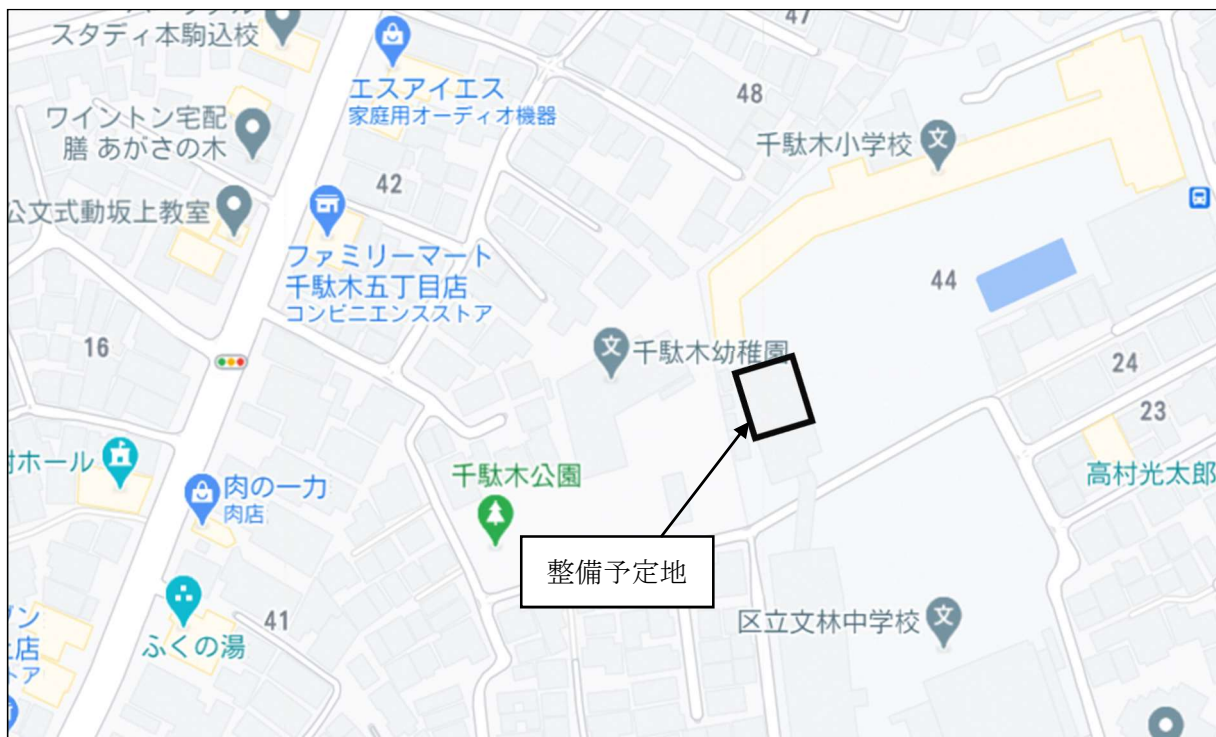 スタディ本駒込校
47
エスアイエス
家庭用オーディオ機器
48
ワイントン宅配
膳 あがさの木
千駄木小学校
42
公文式動坂上教室
ファミリーマート
千駄木五丁目店
コンビニエンスストア
44
16
千駄木幼稚園
24
23
ホール
千駄木公園
高村光太郎
肉の一力
肉店
整備予定地
41
区立文林中学校
ふくの湯
店